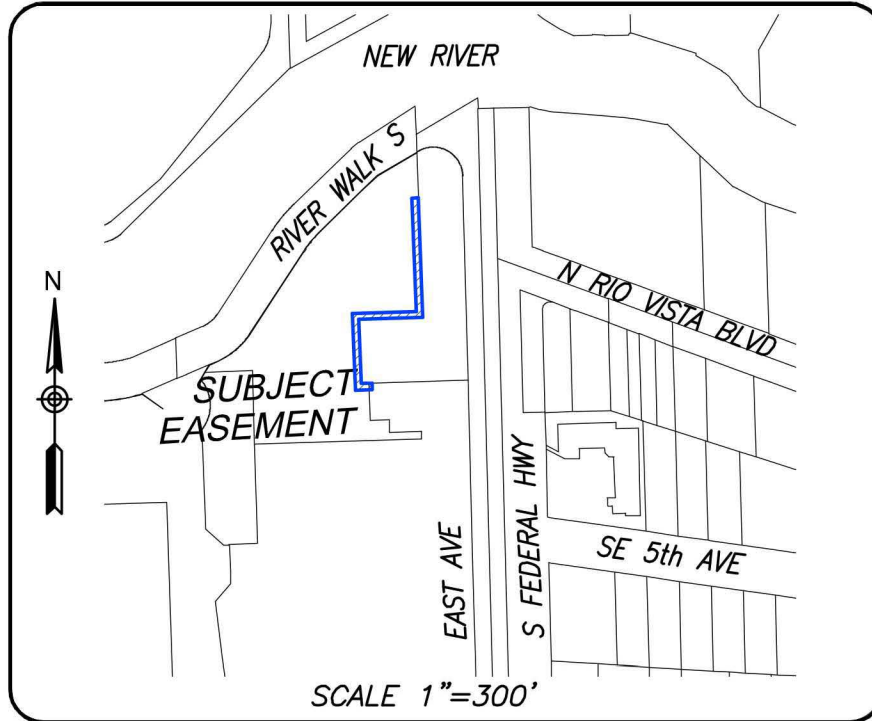 NEW RIVER
RIVER WALK S
N
N RIO VISTA BLVD
SUBJECT
EASEMENT
EAST AVE
S FEDERAL HWY
SE 5th AVE
SCALE 1"=300'